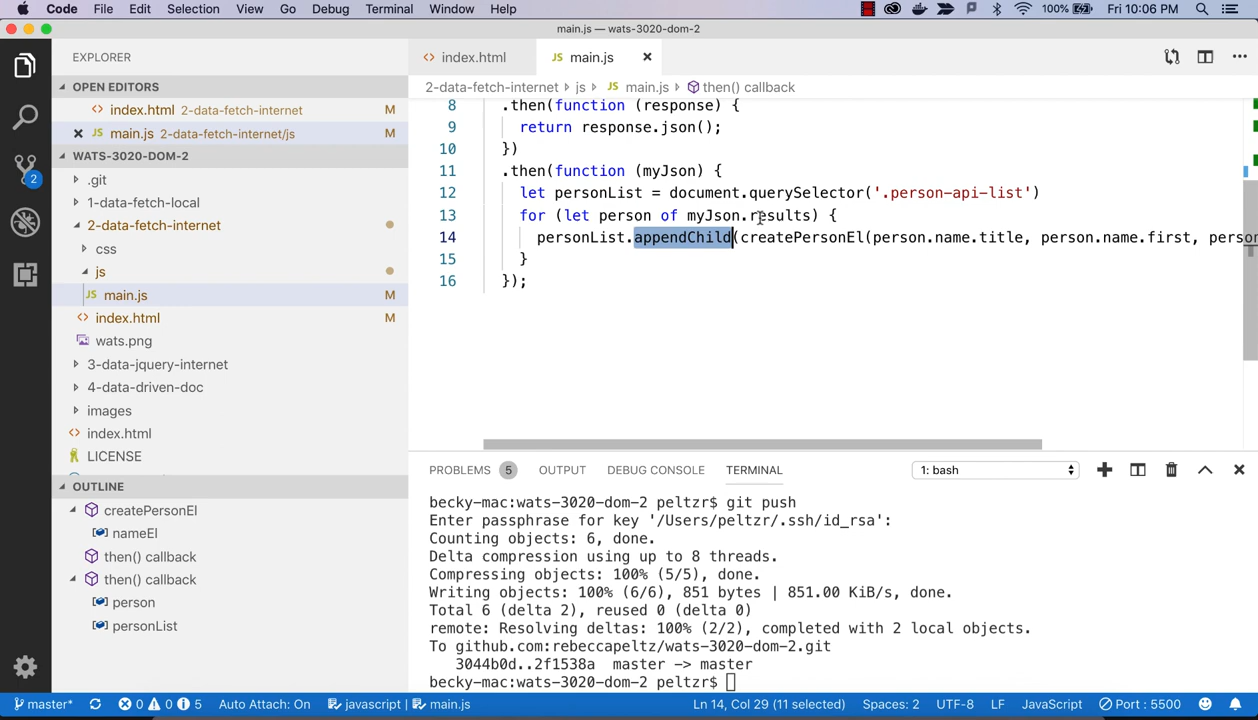 Code File Edit Selection View Go Debug Terminal Window Help 100% Fri 10:06 PM
main.js — wats-3020-dom-2
EXPLORER
OPEN EDITORS
index.html 2-data-fetch-internet M
main.js 2-data-fetch-internet/js M
WATS-3020-DOM-2
.git
1-data-fetch-local
2-data-fetch-internet
css
js
JS main.js M
index.html M
wats.png
3-data-jquery-internet
4-data-driven-doc
images
index.html
LICENSE
OUTLINE
createPersonEl
nameEl
then() callback
then() callback
person
personList
index.html JS main.js
2-data-fetch-internet › js › JS main.js › then() callback
8 .then(function (response) {
9 return response.json();
10 })
11 .then(function (myJson) {
12 let personList = document.querySelector('.person-api-list')
13 for (let person of myJson.results) {
14 personList.appendChild(createPersonEl(person.name.title, person.name.first, person
15 }
16 });
PROBLEMS 5 OUTPUT DEBUG CONSOLE TERMINAL 1: bash
becky-mac:wats-3020-dom-2 peltzr$ git push
Enter passphrase for key '/Users/peltzr/.ssh/id_rsa':
Counting objects: 6, done.
Delta compression using up to 8 threads.
Compressing objects: 100% (5/5), done.
Writing objects: 100% (6/6), 851 bytes | 851.00 KiB/s, done.
Total 6 (delta 2), reused 0 (delta 0)
remote: Resolving deltas: 100% (2/2), completed with 2 local objects.
To github.com:rebeccapeltz/wats-3020-dom-2.git
3044b0d..2f1538a master -> master
becky-mac:wats-3020-dom-2 peltzr$
2
master* 0 0 5 Auto Attach: On javascript main.js Ln 14, Col 29 (11 selected) Spaces: 2 UTF-8 LF JavaScript Port : 5500